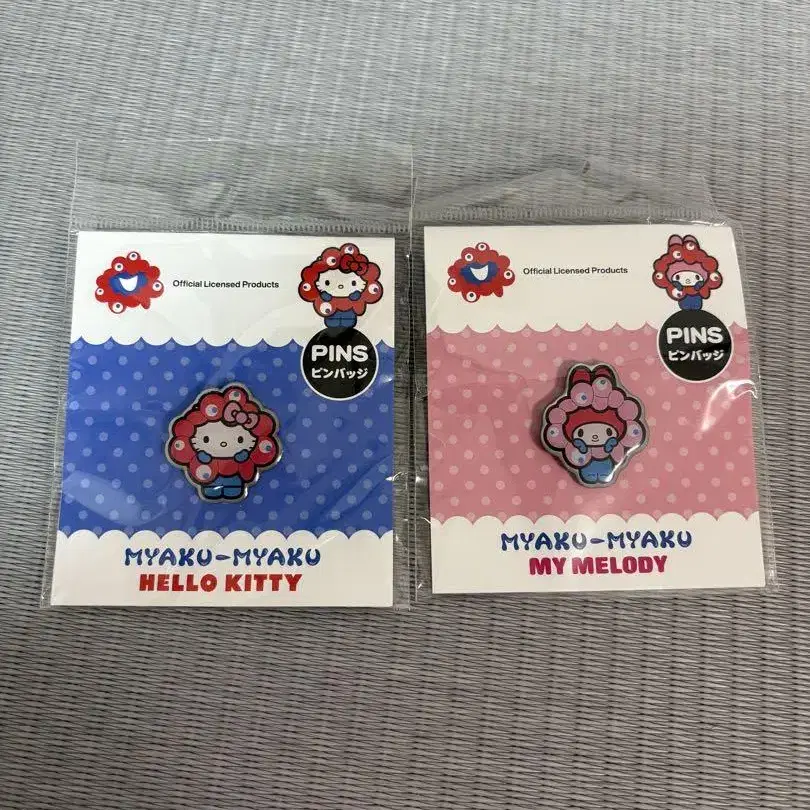 Official Licensed Products
PINS
ピンバッジ
MYAKU-MYAKU
HELLO KITTY
Official Licensed Products
PINS
ピンバッジ
MYAKU-MYAKU
MY MELODY